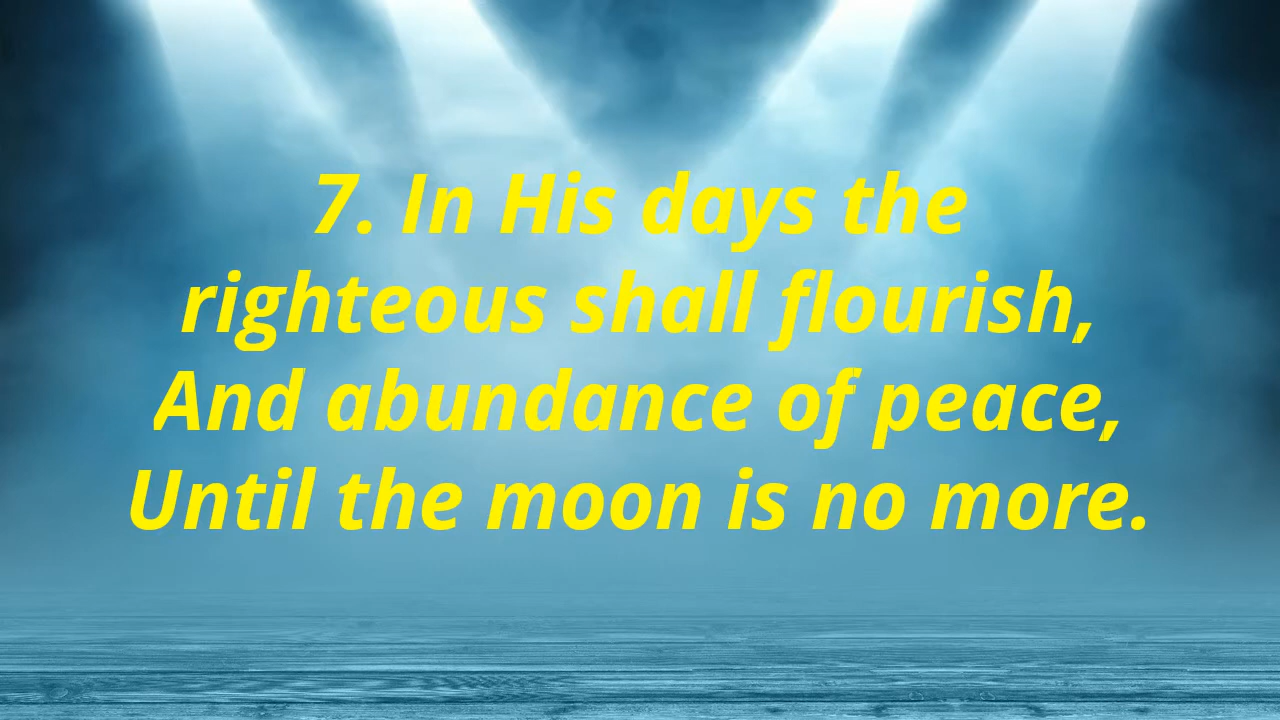 7. In His days the
righteous shall flourish,
And abundance of peace,
Until the moon is no more.